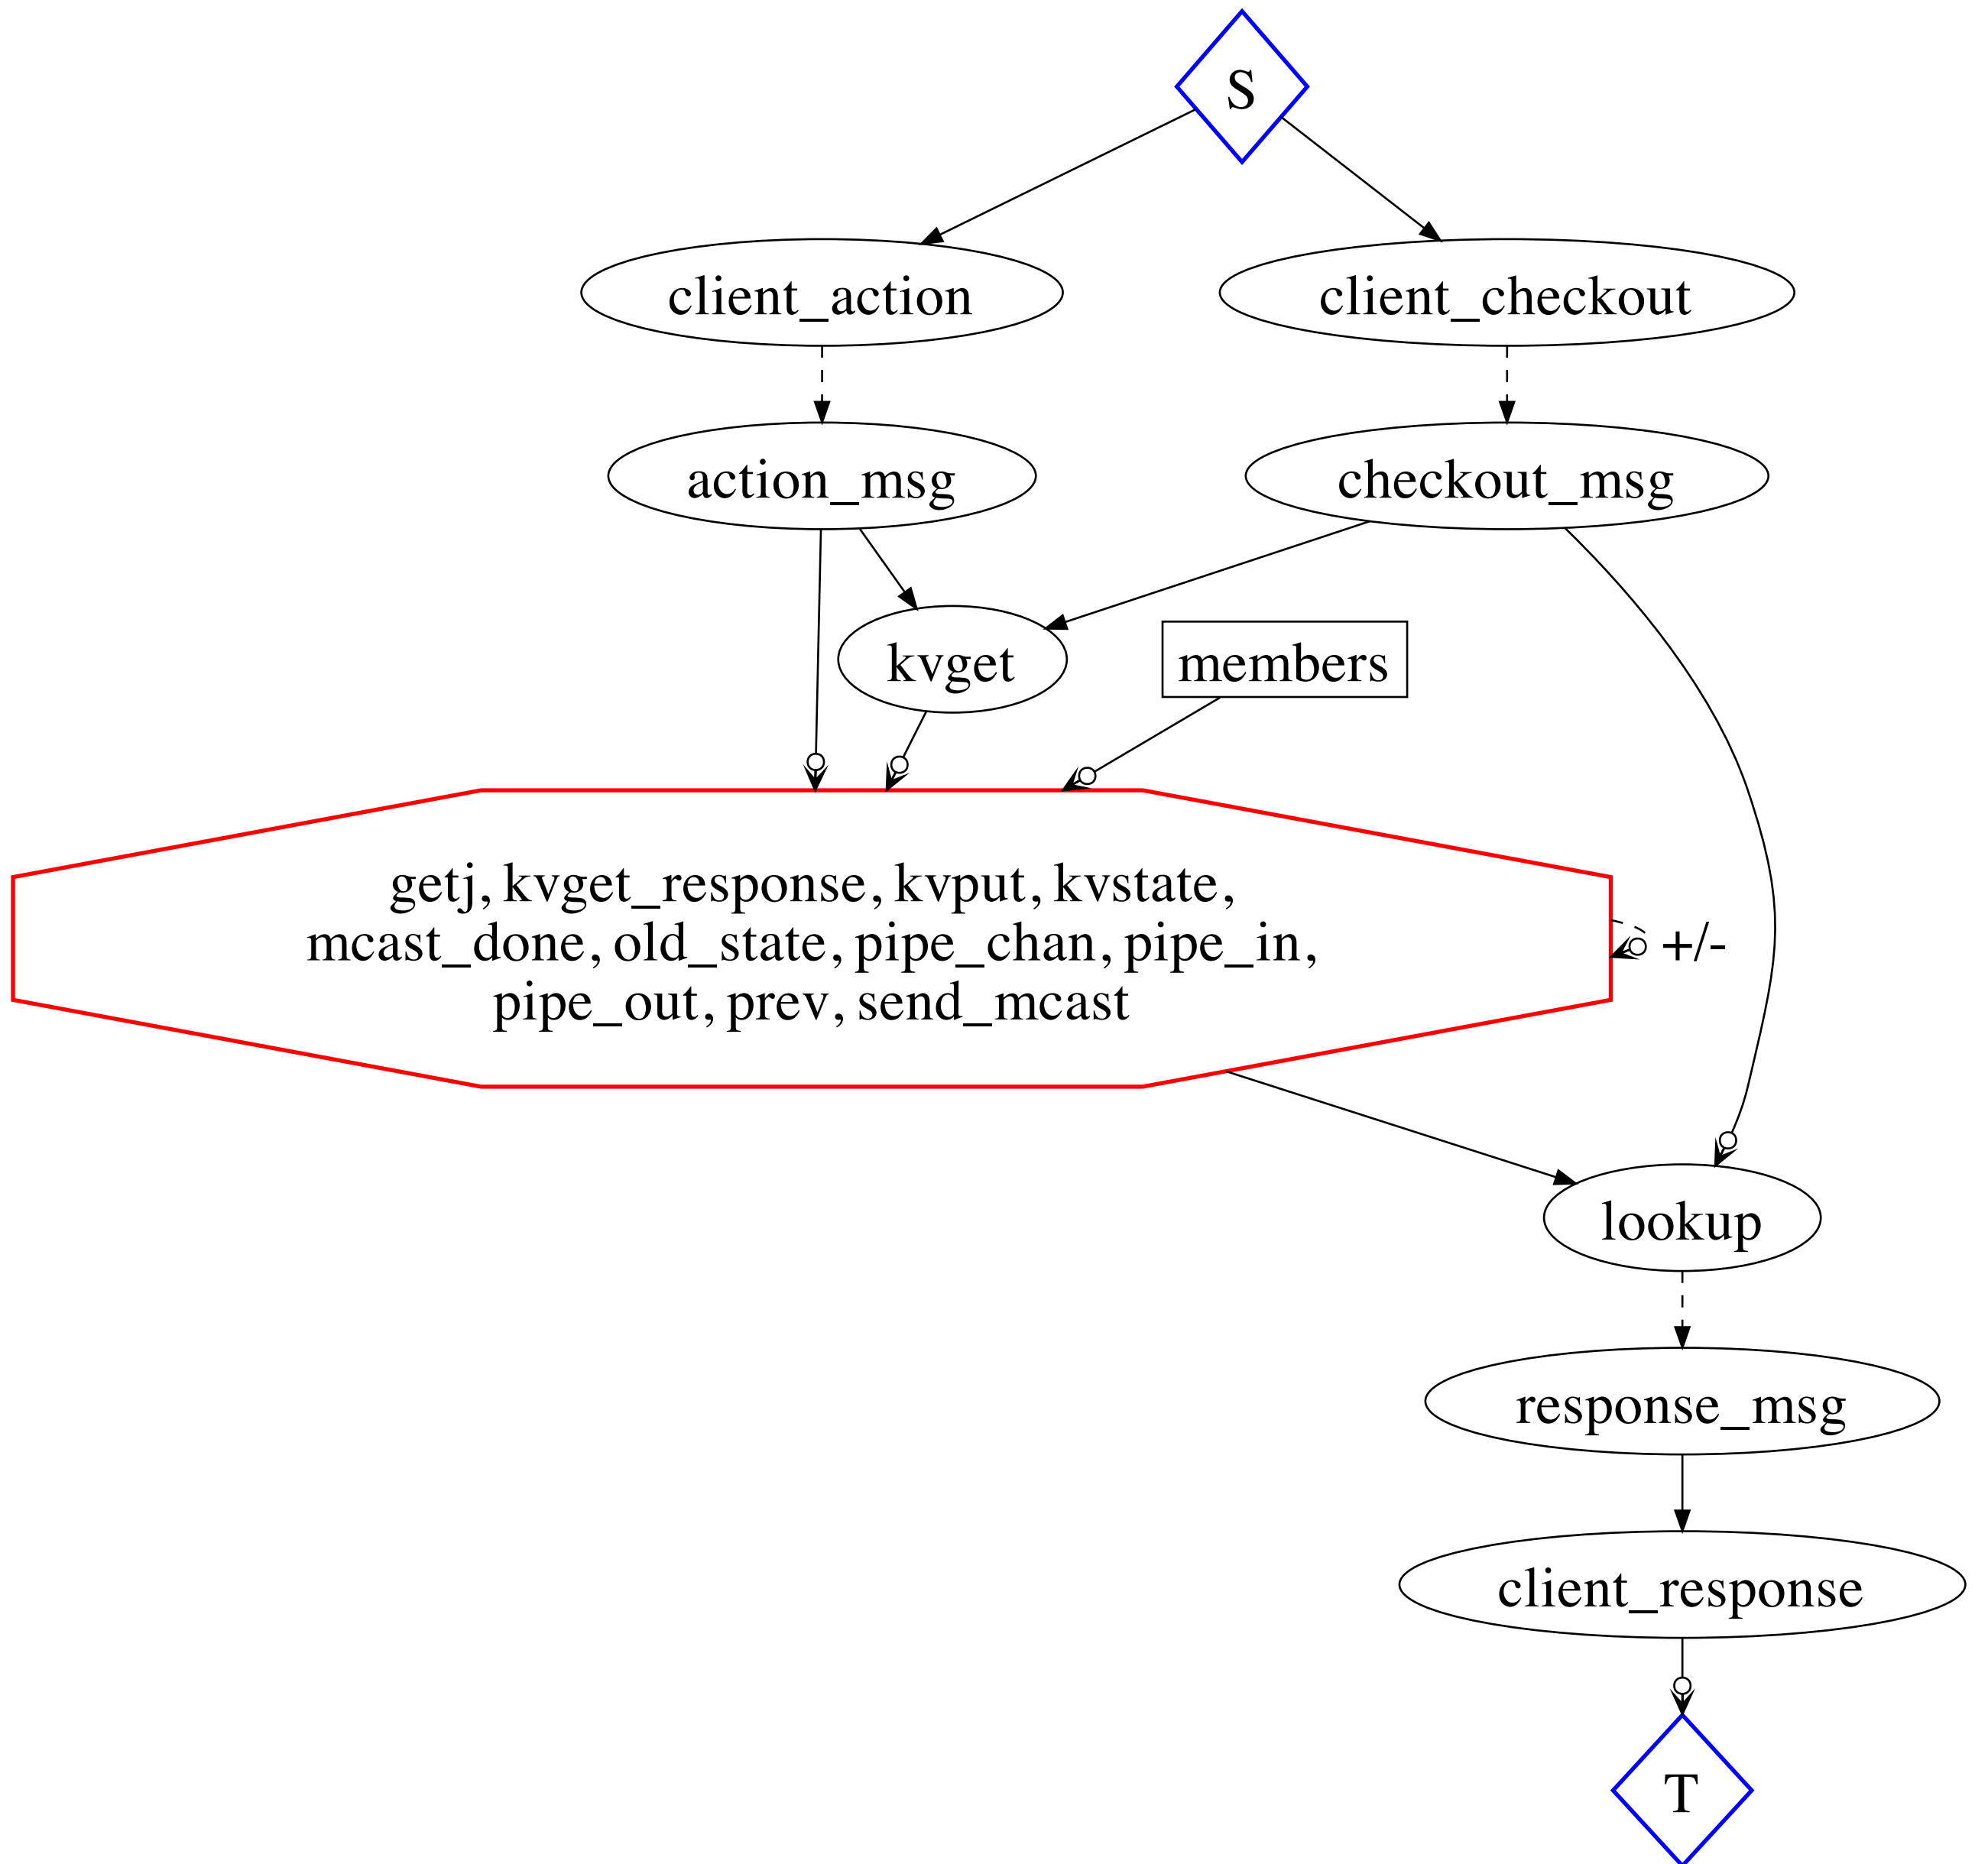 S
client_action
client_checkout
action_msg
checkout_msg
kvget
members
getj, kvget_response, kvput, kvstate,
mcast_done, old_state, pipe_chan, pipe_in,
pipe_out, prev, send_mcast
+/-
lookup
response_msg
client_response
T